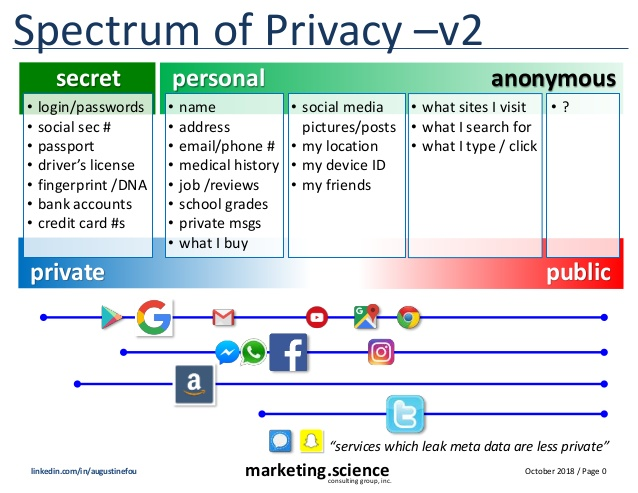 Spectrum of Privacy –v2
secret
personal
anonymous
• login/passwords
• social sec #
• passport
• driver's license
• fingerprint /DNA
• bank accounts
• credit card #s
• name
• address
• email/phone #
• medical history
• job /reviews
• school grades
• private msgs
• what I buy
• social media
pictures/posts
• my location
• my device ID
• my friends
• what sites I visit
• what I search for
• what I type / click
• ?
private
public
G
M
G
f
a
"services which leak meta data are less private"
linkedin.com/in/augustinefou
marketing.science
consulting group, inc.
October 2018 / Page 0